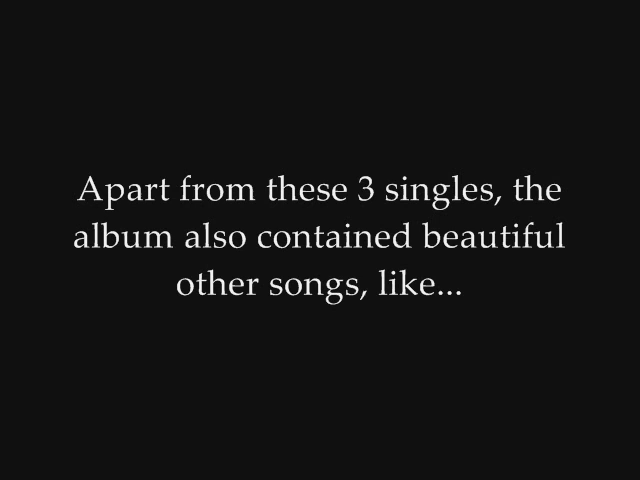 Apart from these 3 singles, the
album also contained beautiful
other songs, like...